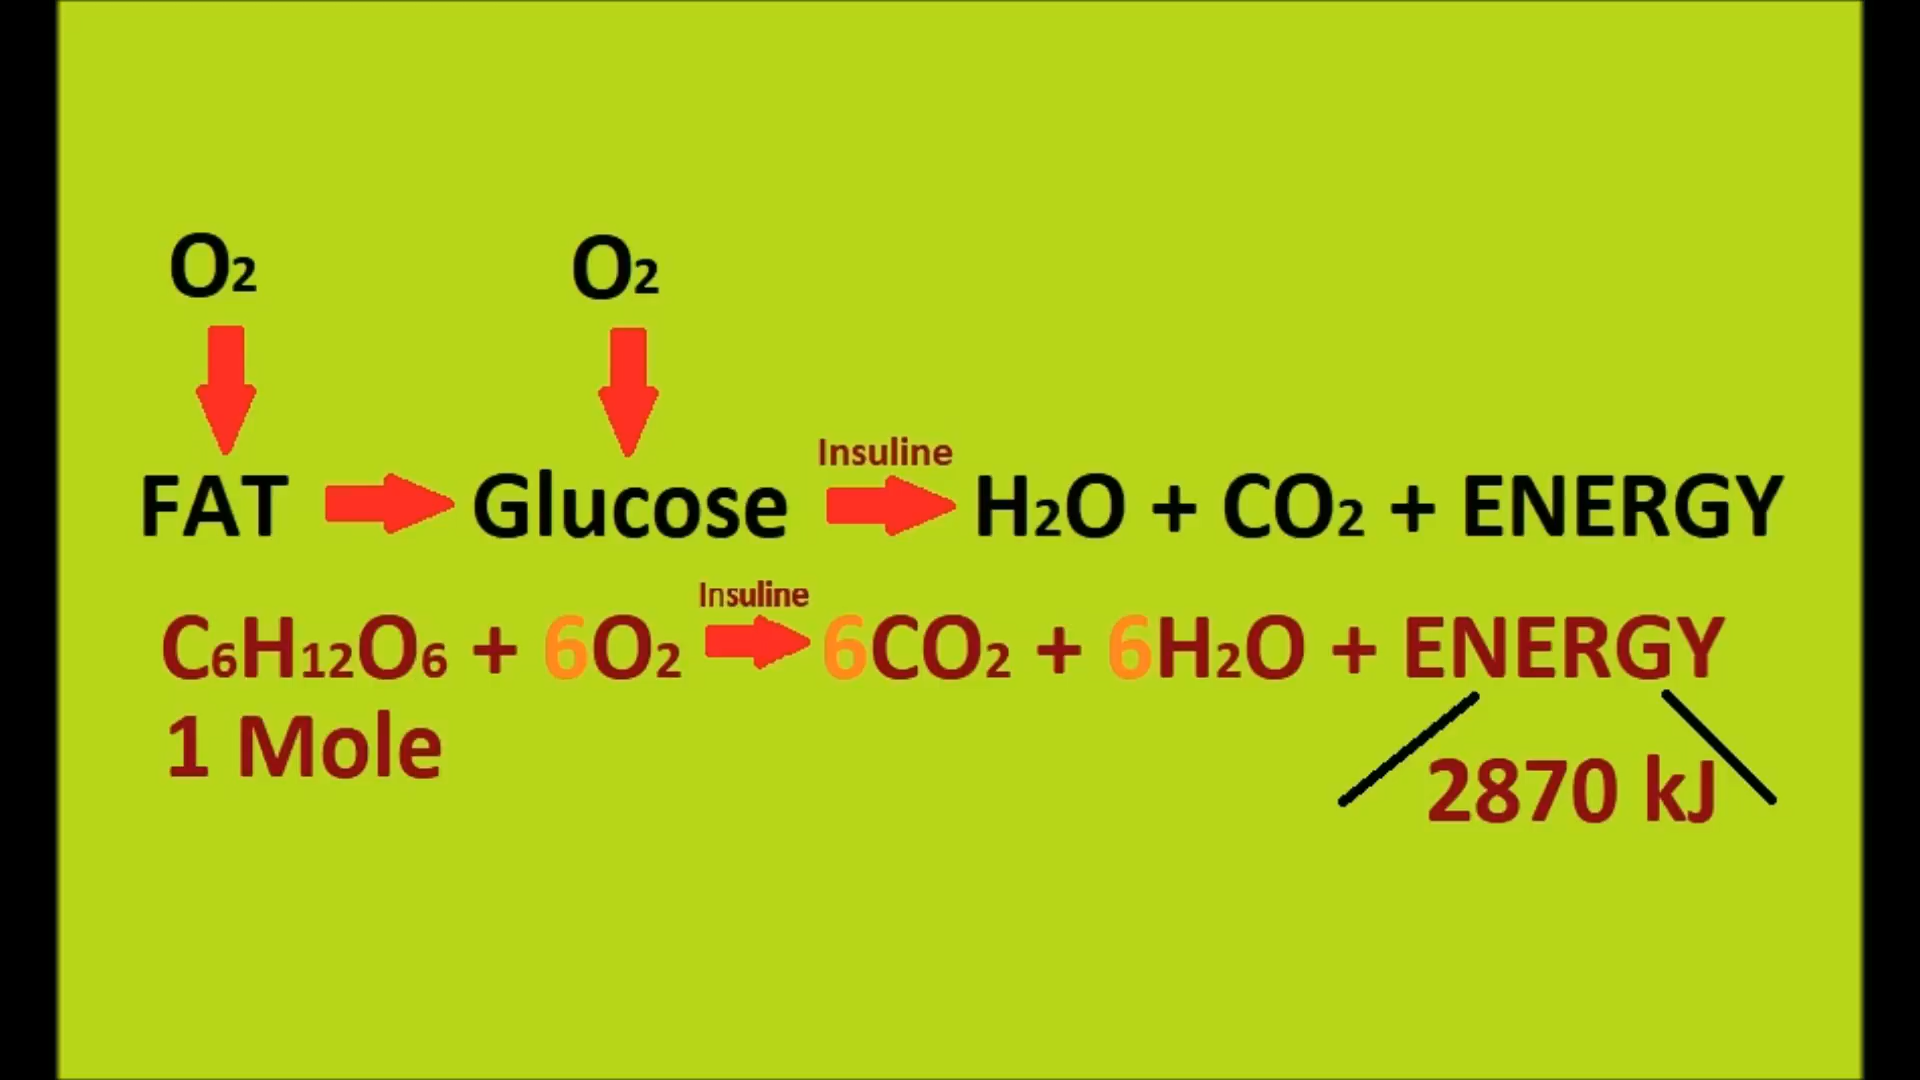 O₂ O₂
Insuline
FAT Glucose H₂O + CO₂ + ENERGY
Insuline
C₆H₁₂O₆ + 6O₂ 6CO₂ + 6H₂O + ENERGY
1 Mole
2870 kJ